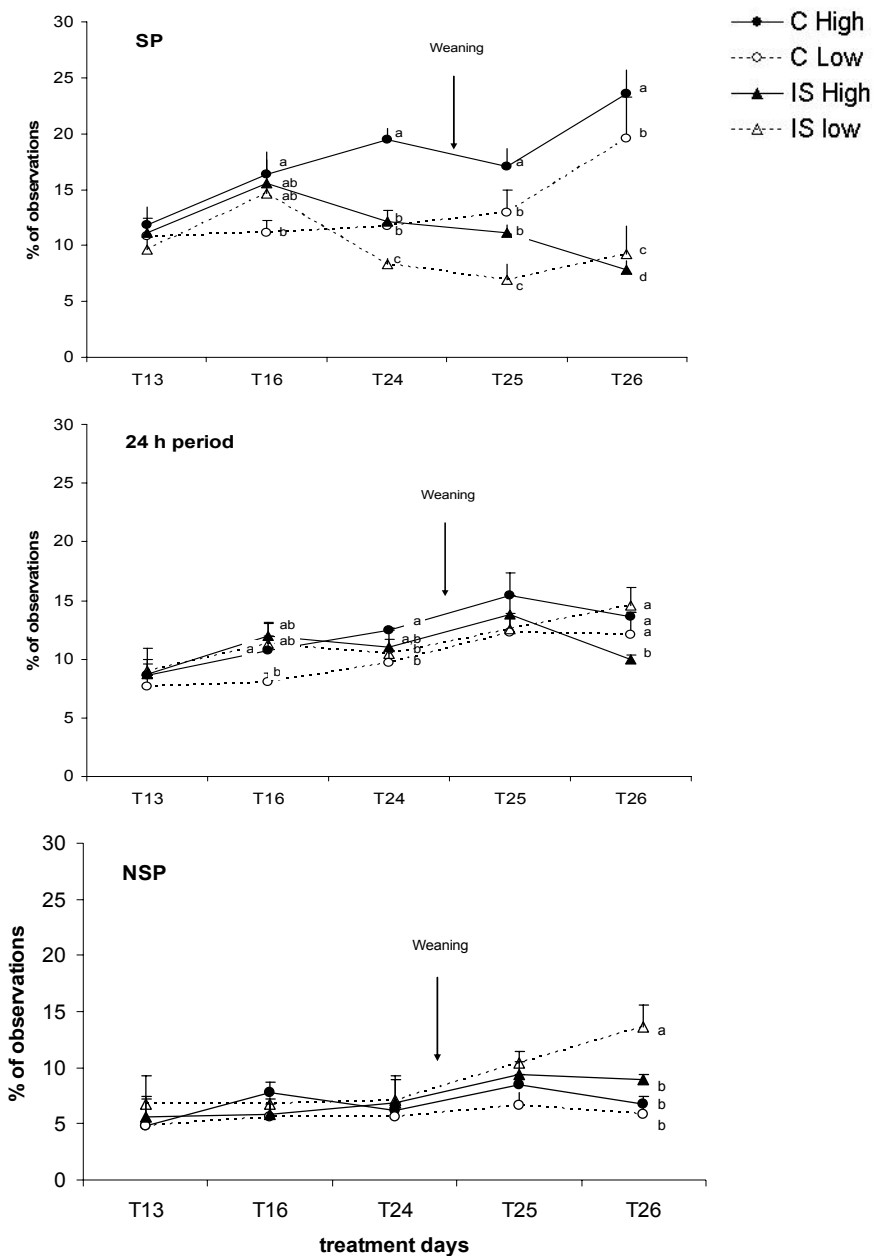 C High
C Low
IS High
IS low
SP
Weaning
% of observations
30
25
20
15
10
5
0
a
a
ab
ab
b
a
b
b
c
a
b
b
c
a
b
c
d
T13 T16 T24 T25 T26
24 h period
Weaning
% of observations
30
25
20
15
10
5
0
ab
ab
a
b
a
a,b
b
b
a
a
a
b
T13 T16 T24 T25 T26
NSP
Weaning
% of observations
30
25
20
15
10
5
0
a
b
b
b
T13 T16 T24 T25 T26
treatment days